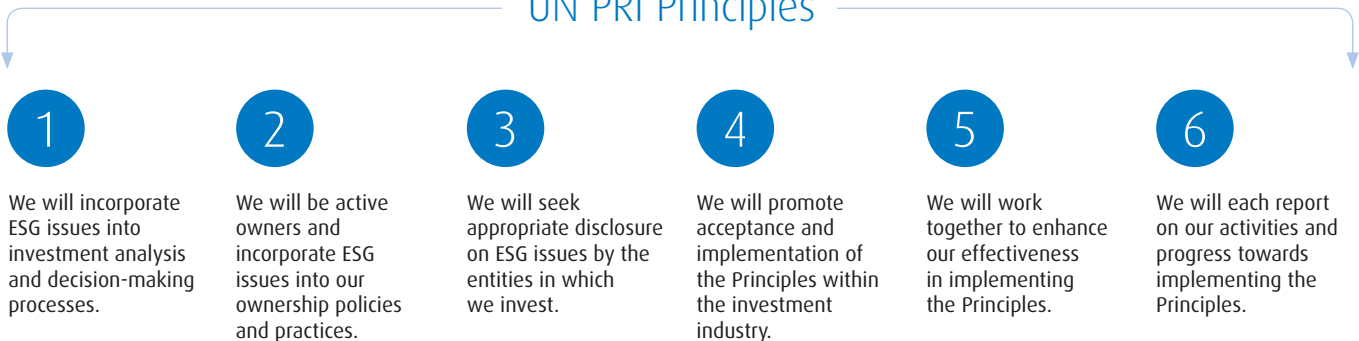 UN PRI Principles
1
We will incorporate
ESG issues into
investment analysis
and decision-making
processes.
2
We will be active
owners and
incorporate ESG
issues into our
ownership policies
and practices.
3
We will seek
appropriate disclosure
on ESG issues by the
entities in which
we invest.
4
We will promote
acceptance and
implementation of
the Principles within
the investment
industry.
5
We will work
together to enhance
our effectiveness
in implementing
the Principles.
6
We will each report
on our activities and
progress towards
implementing the
Principles.